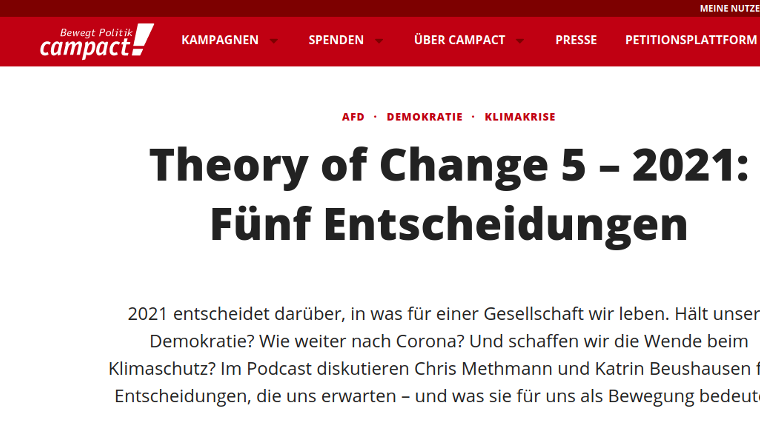 MEINE NUTZE
Bewegt Politik
campact!
KAMPAGNEN SPENDEN ÜBER CAMPACT PRESSE PETITIONSPLATTFORM
AFD · DEMOKRATIE · KLIMAKRISE
Theory of Change 5 – 2021:
Fünf Entscheidungen
2021 entscheidet darüber, in was für einer Gesellschaft wir leben. Hält unser
Demokratie? Wie weiter nach Corona? Und schaffen wir die Wende beim
Klimaschutz? Im Podcast diskutieren Chris Methmann und Katrin Beushausen f
Entscheidungen, die uns erwarten – und was sie für uns als Bewegung bedeut